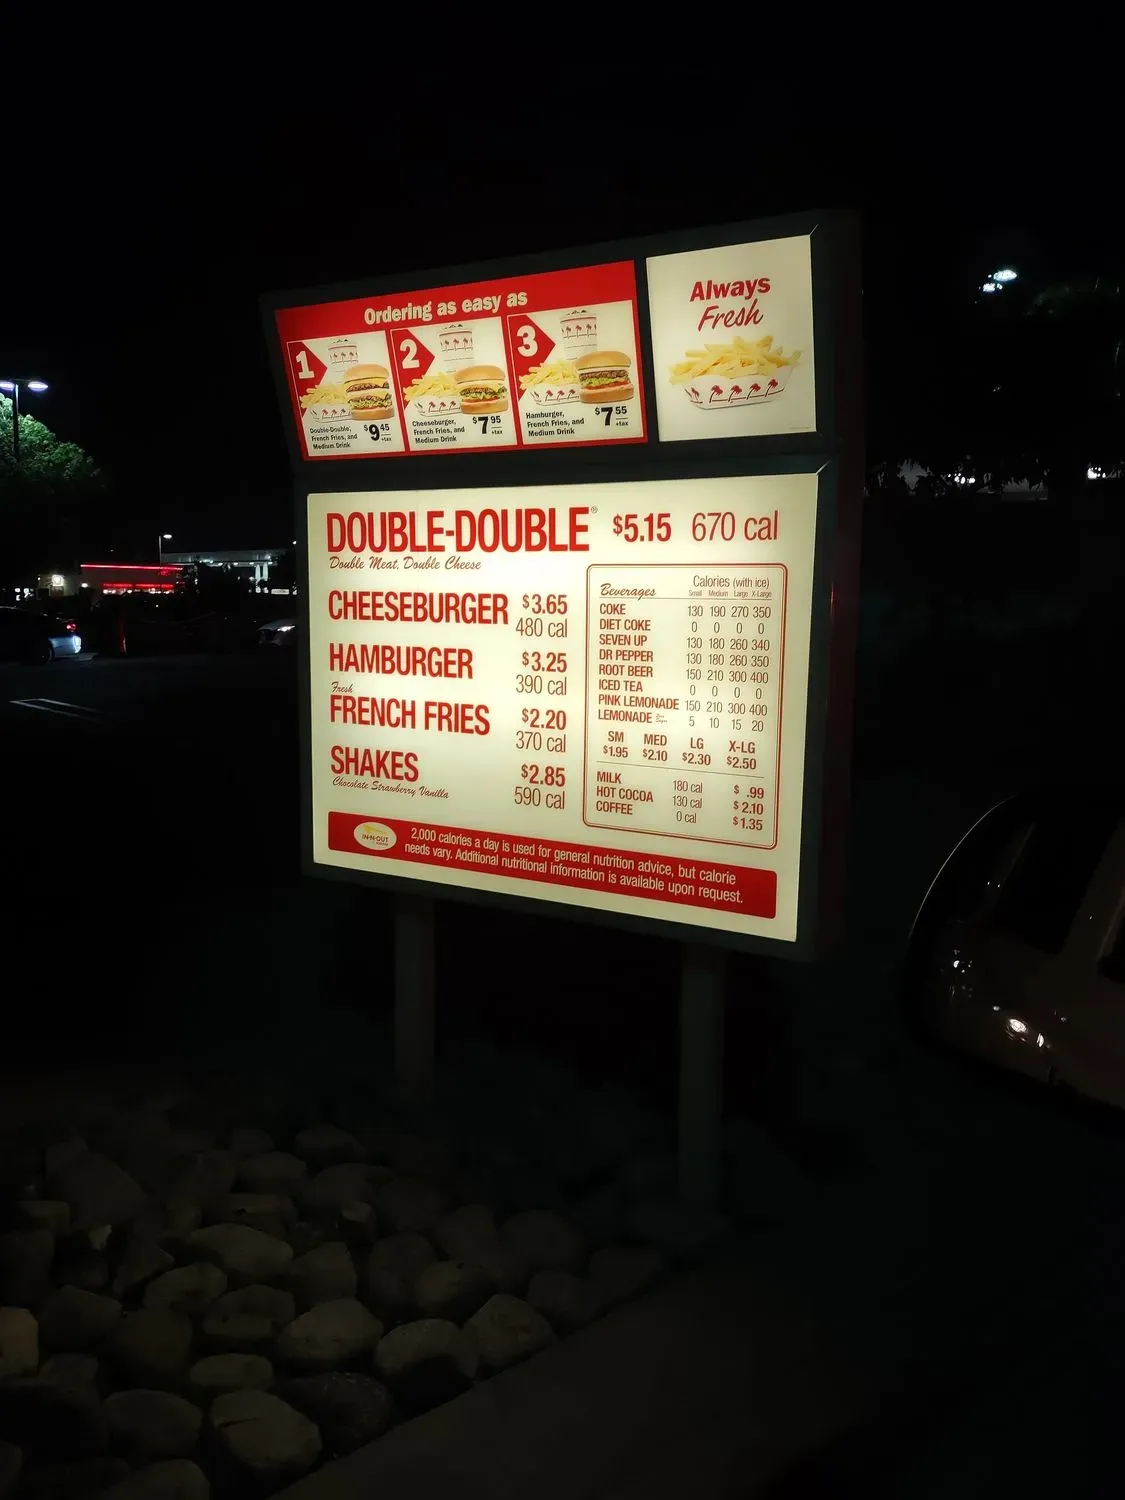 Ordering as easy as
1
Double-Double,
French Fries, and
Medium Drink
$9 45
+tax
2
Cheeseburger,
French Fries, and
Medium Drink
$7 95
+tax
3
Hamburger,
French Fries, and
Medium Drink
$7 55
+tax
Always
Fresh
DOUBLE-DOUBLE® $5.15 670 cal
Double Meat, Double Cheese
CHEESEBURGER $3.65
480 cal
HAMBURGER $3.25
390 cal
Fresh
FRENCH FRIES $2.20
370 cal
SHAKES $2.85
Chocolate Strawberry Vanilla 590 cal
Beverages Calories (with ice)
Small Medium Large X-Large
COKE 130 190 270 350
DIET COKE 0 0 0 0
SEVEN UP 130 180 260 340
DR PEPPER 130 180 260 350
ROOT BEER 150 210 300 400
ICED TEA 0 0 0 0
PINK LEMONADE 150 210 300 400
LEMONADE 5 10 15 20
SM MED LG X-LG
$1.95 $2.10 $2.30 $2.50
MILK 180 cal $ .99
HOT COCOA 130 cal $2.10
COFFEE 0 cal $1.35
IN-N-OUT
2,000 calories a day is used for general nutrition advice, but calorie
needs vary. Additional nutritional information is available upon request.